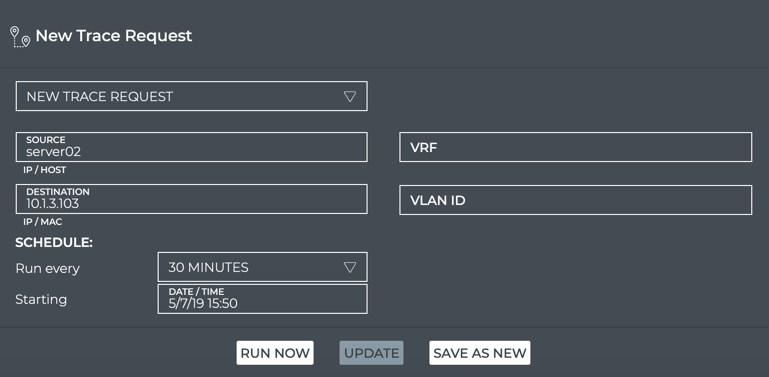 New Trace Request
NEW TRACE REQUEST
SOURCE
server02
IP / HOST
VRF
DESTINATION
10.1.3.103
IP / MAC
VLAN ID
SCHEDULE:
Run every
30 MINUTES
Starting
DATE / TIME
5/7/19 15:50
RUN NOW
UPDATE
SAVE AS NEW